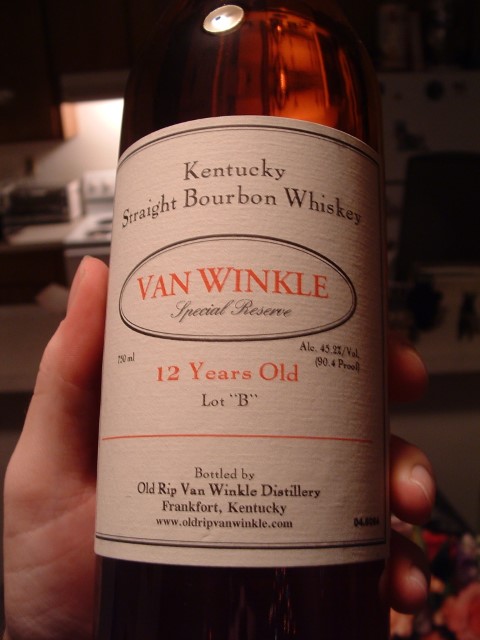 Kentucky
Straight Bourbon Whiskey
VAN WINKLE
Special Reserve
750 ml
Alc. 45.2%/Vol.
(90.4 Proof)
12 Years Old
Lot "B"
Bottled by
Old Rip Van Winkle Distillery
Frankfort, Kentucky
www.oldripvanwinkle.com